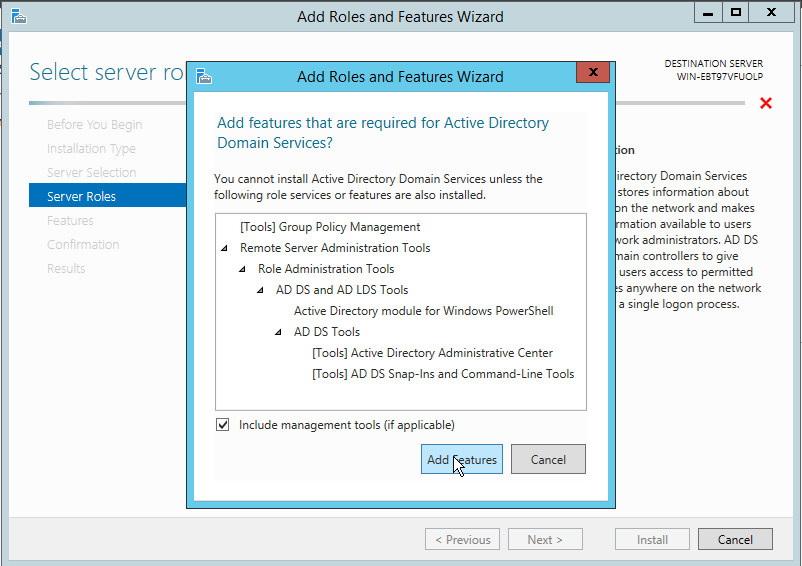 Add Roles and Features Wizard
Select server ro
DESTINATION SERVER
WIN-EBT97VFUOLP
Before You Begin
Installation Type
Server Selection
Server Roles
Features
Confirmation
Results
Add Roles and Features Wizard
Add features that are required for Active Directory
Domain Services?
You cannot install Active Directory Domain Services unless the
following role services or features are also installed.
[Tools] Group Policy Management
Remote Server Administration Tools
Role Administration Tools
AD DS and AD LDS Tools
Active Directory module for Windows PowerShell
AD DS Tools
[Tools] Active Directory Administrative Center
[Tools] AD DS Snap-Ins and Command-Line Tools
Include management tools (if applicable)
Add Features
Cancel
tion
irectory Domain Services
stores information about
on the network and makes
rmation available to users
work administrators. AD DS
main controllers to give
users access to permitted
es anywhere on the network
a single logon process.
< Previous
Next >
Install
Cancel